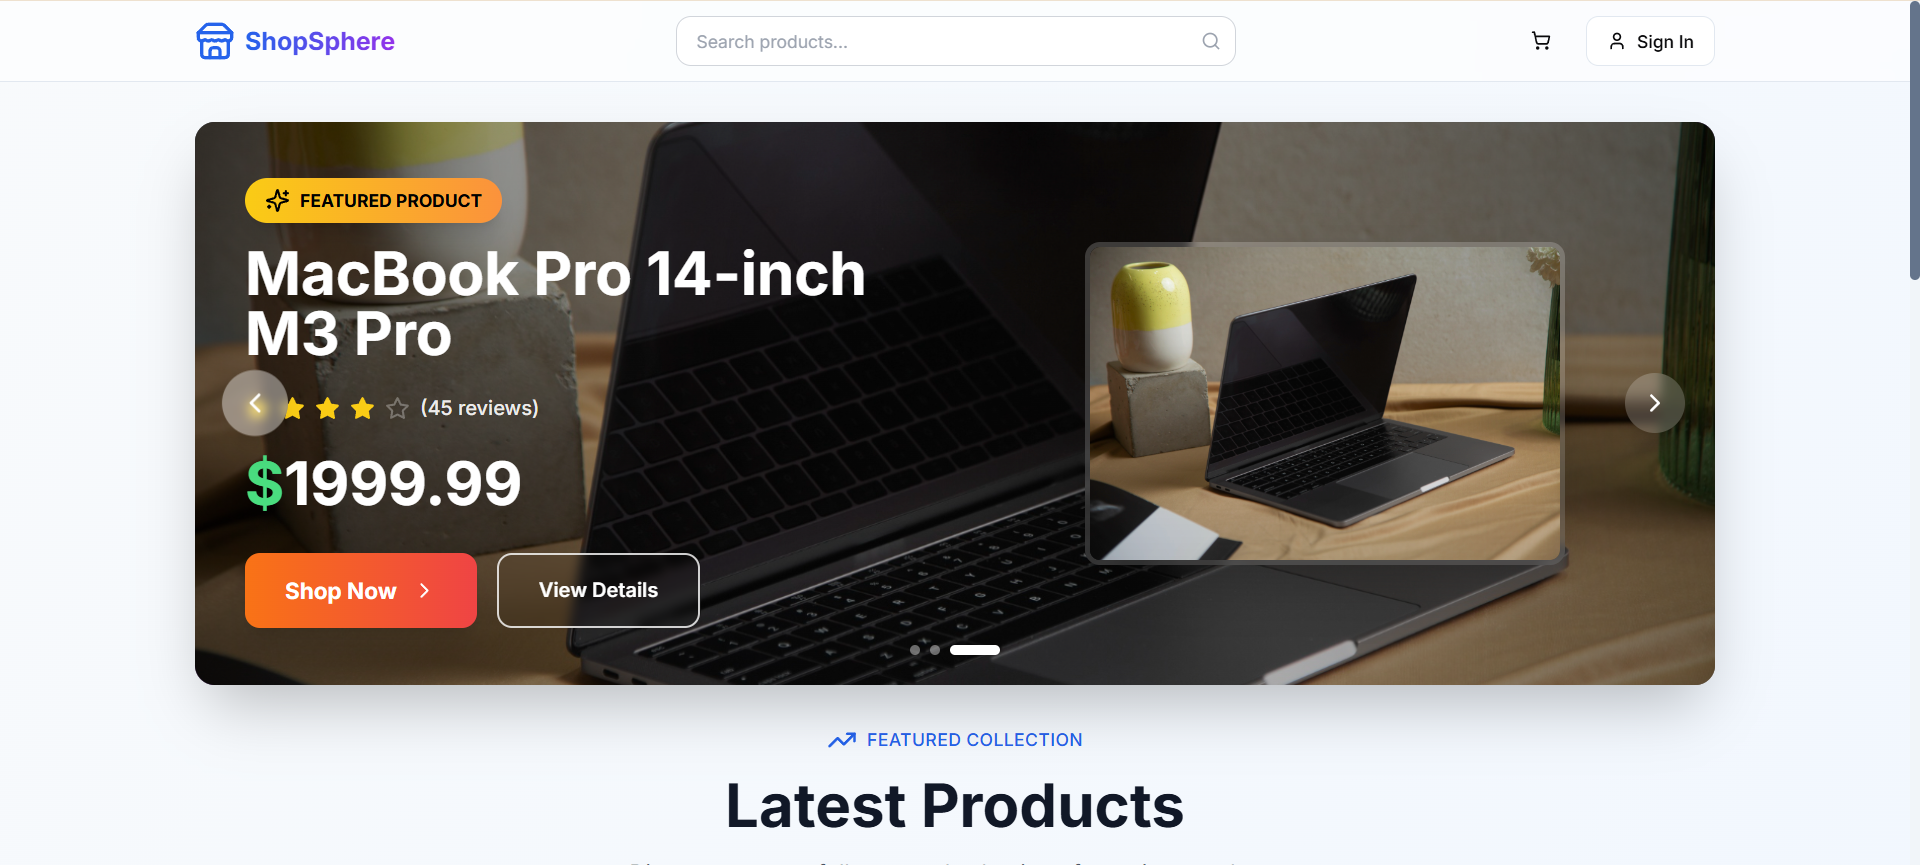 ShopSphere
Search products...
Sign In
FEATURED PRODUCT
MacBook Pro 14-inch
M3 Pro
(45 reviews)
$1999.99
Shop Now
View Details
FEATURED COLLECTION
Latest Products